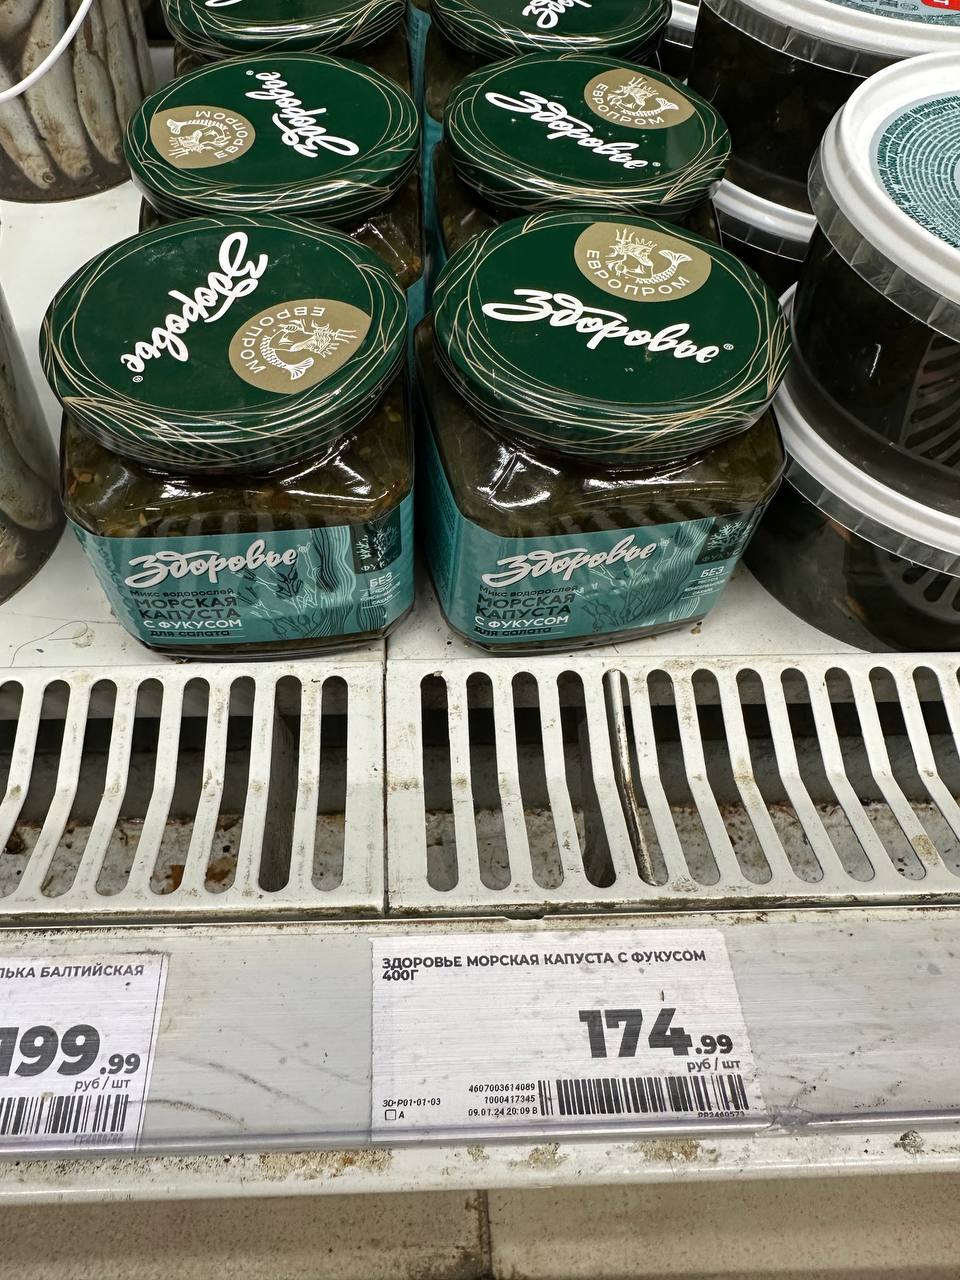 Здоровье
ЕВРОПРОМ
Здоровье®
ЕВРОПРОМ
Здоровье®
ЕВРОПРОМ
Здоровье®
ЕВРОПРОМ
Здоровье
Микс водорослей
МОРСКАЯ
КАПУСТА
С ФУКУСОМ
для салата
БЕЗ
Здоровье
Микс водорослей
МОРСКАЯ
КАПУСТА
С ФУКУСОМ
для салата
БЕЗ
ЛЬКА БАЛТИЙСКАЯ
199.99
руб / шт
ЗДОРОВЬЕ МОРСКАЯ КАПУСТА С ФУКУСОМ
400Г
174.99
руб / шт
4607003614089
3D-P01-01-03
1000417345
А
09.01.24 20:09 В